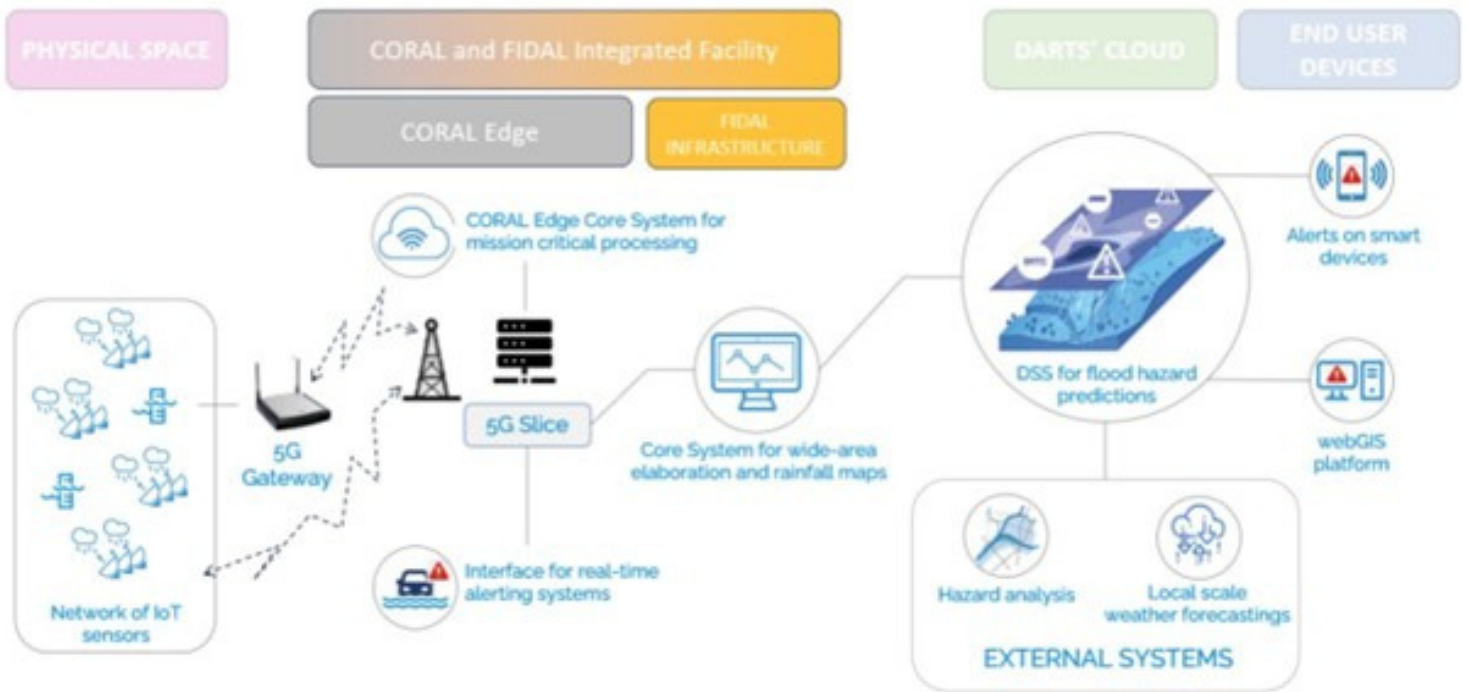 PHYSICAL SPACE
CORAL and FIDAL Integrated Facility
DARTS' CLOUD
END USER
DEVICES
CORAL Edge
FIDAL
INFRASTRUCTURE
CORAL Edge Core System for
mission critical processing
Alerts on smart
devices
DSS for flood hazard
predictions
5G Slice
5G
Gateway
Core System for wide-area
elaboration and rainfall maps
webGIS
platform
Interface for real-time
alerting systems
Network of IoT
sensors
Hazard analysis
Local scale
weather forecastings
EXTERNAL SYSTEMS